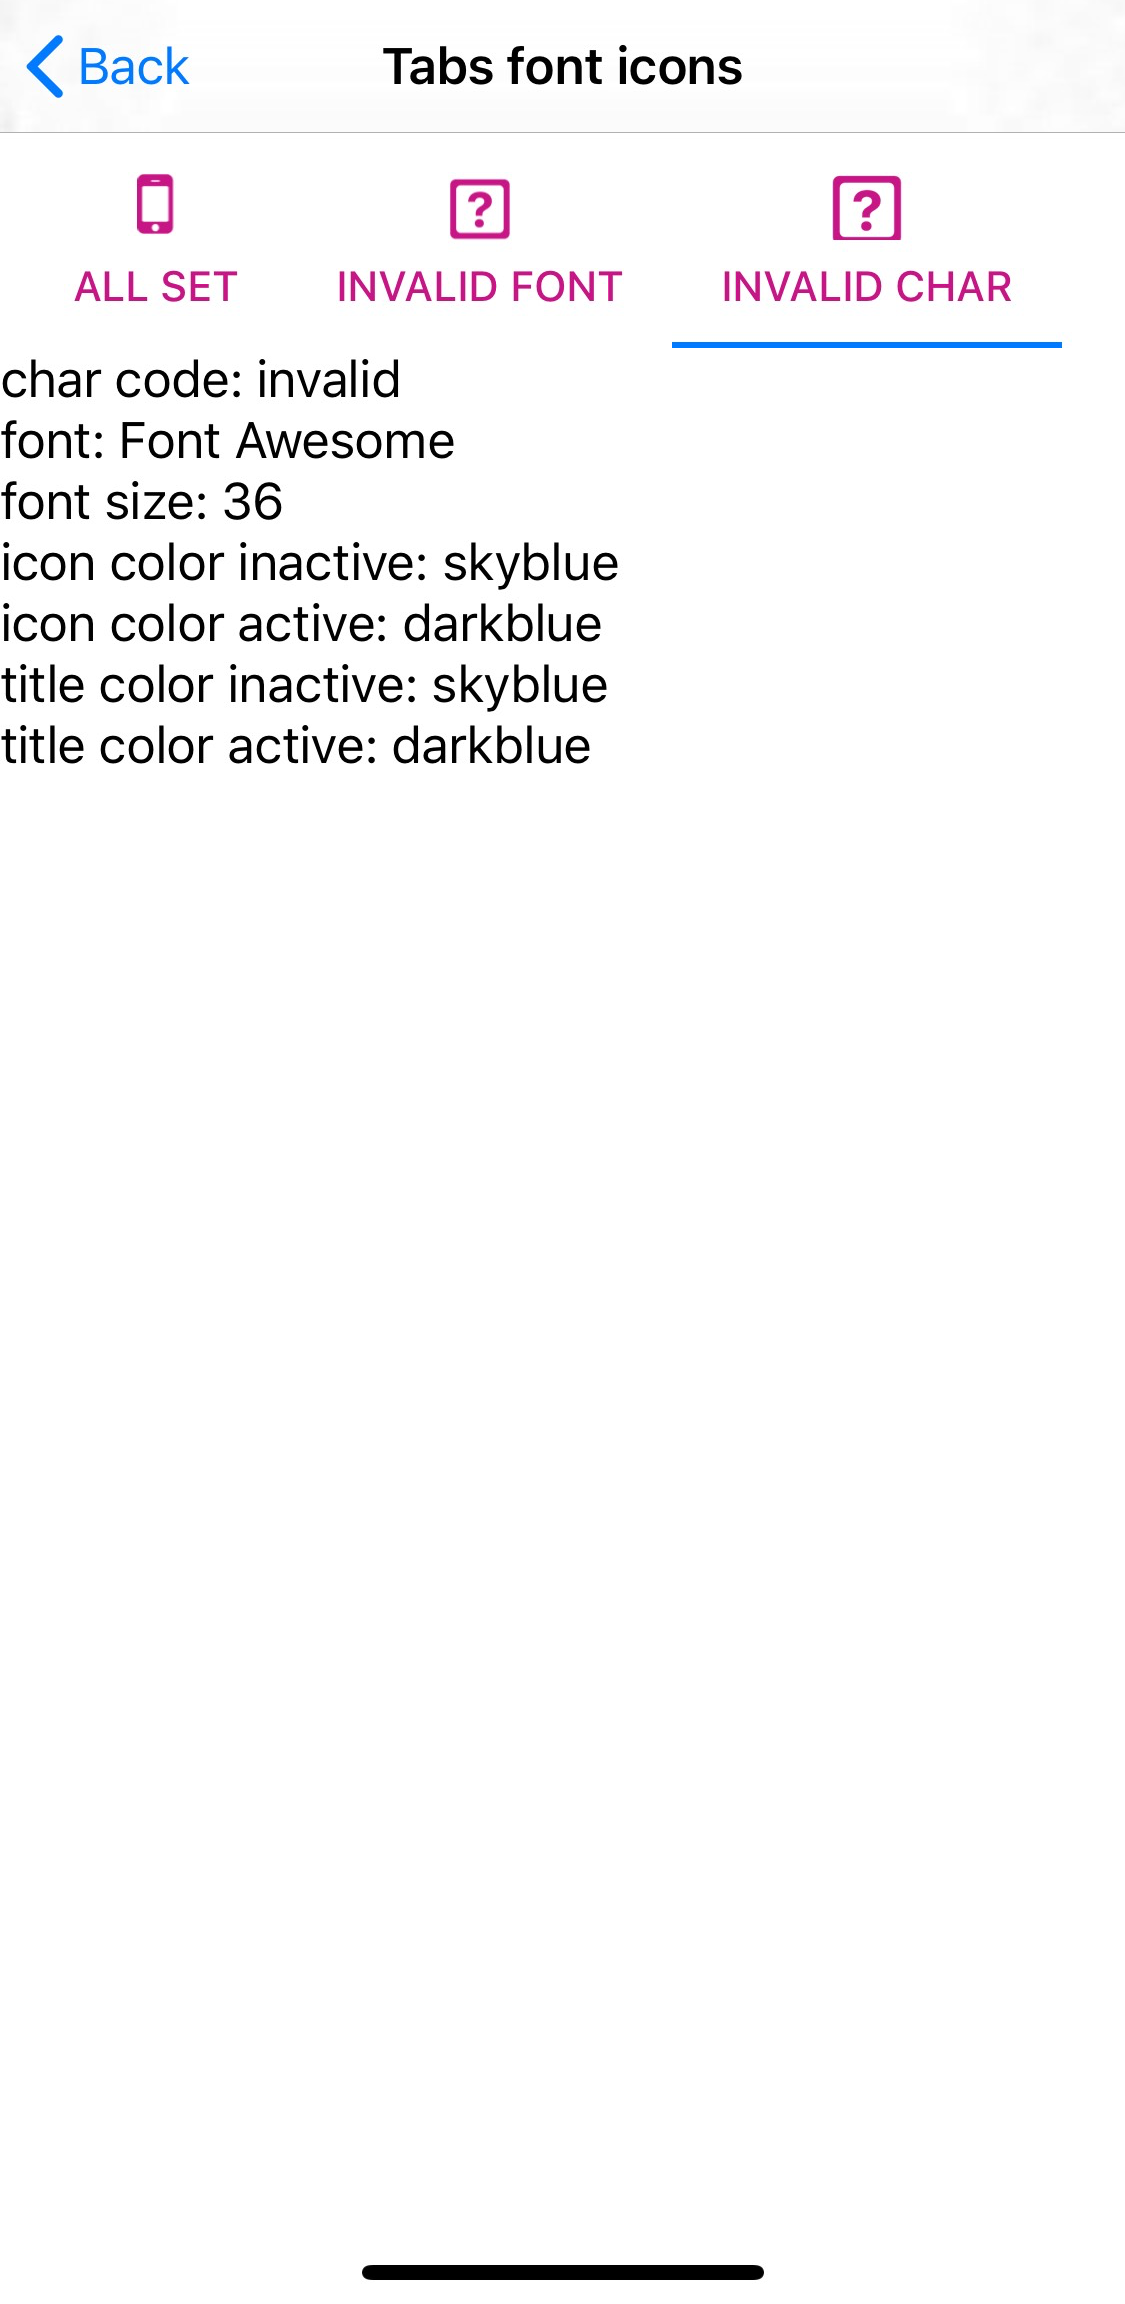 Back
Tabs font icons
? ?
ALL SET INVALID FONT INVALID CHAR
char code: invalid
font: Font Awesome
font size: 36
icon color inactive: skyblue
icon color active: darkblue
title color inactive: skyblue
title color active: darkblue